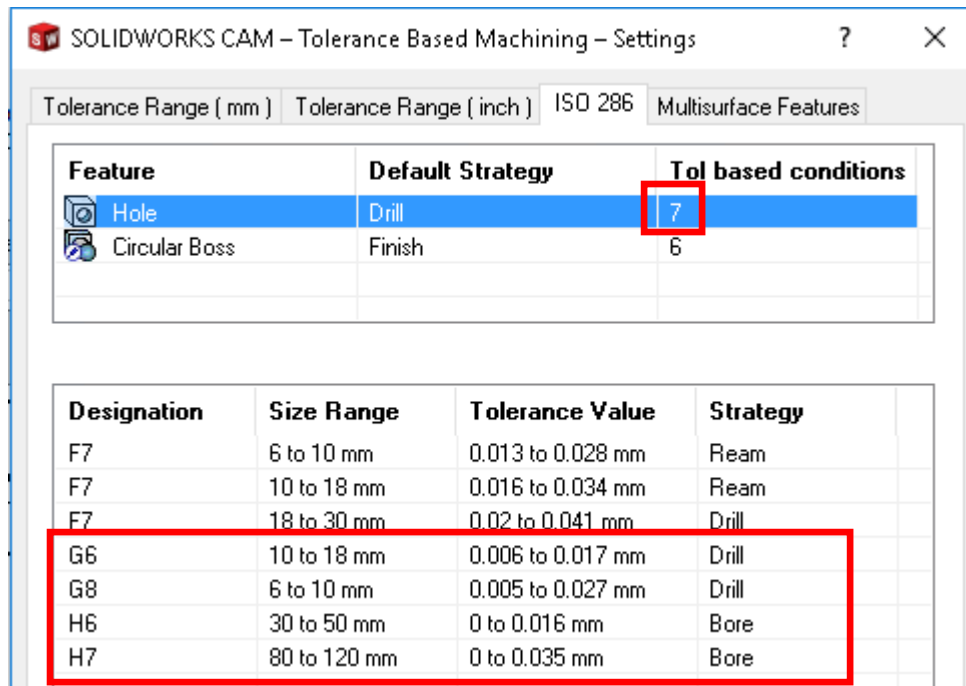 SW SOLIDWORKS CAM – Tolerance Based Machining – Settings ? ×
Tolerance Range ( mm ) Tolerance Range ( inch ) ISO 286 Multisurface Features
Feature Default Strategy Tol based conditions
Hole Drill 7
Circular Boss Finish 6
Designation Size Range Tolerance Value Strategy
F7 6 to 10 mm 0.013 to 0.028 mm Ream
F7 10 to 18 mm 0.016 to 0.034 mm Ream
F7 18 to 30 mm 0.02 to 0.041 mm Drill
G6 10 to 18 mm 0.006 to 0.017 mm Drill
G8 6 to 10 mm 0.005 to 0.027 mm Drill
H6 30 to 50 mm 0 to 0.016 mm Bore
H7 80 to 120 mm 0 to 0.035 mm Bore